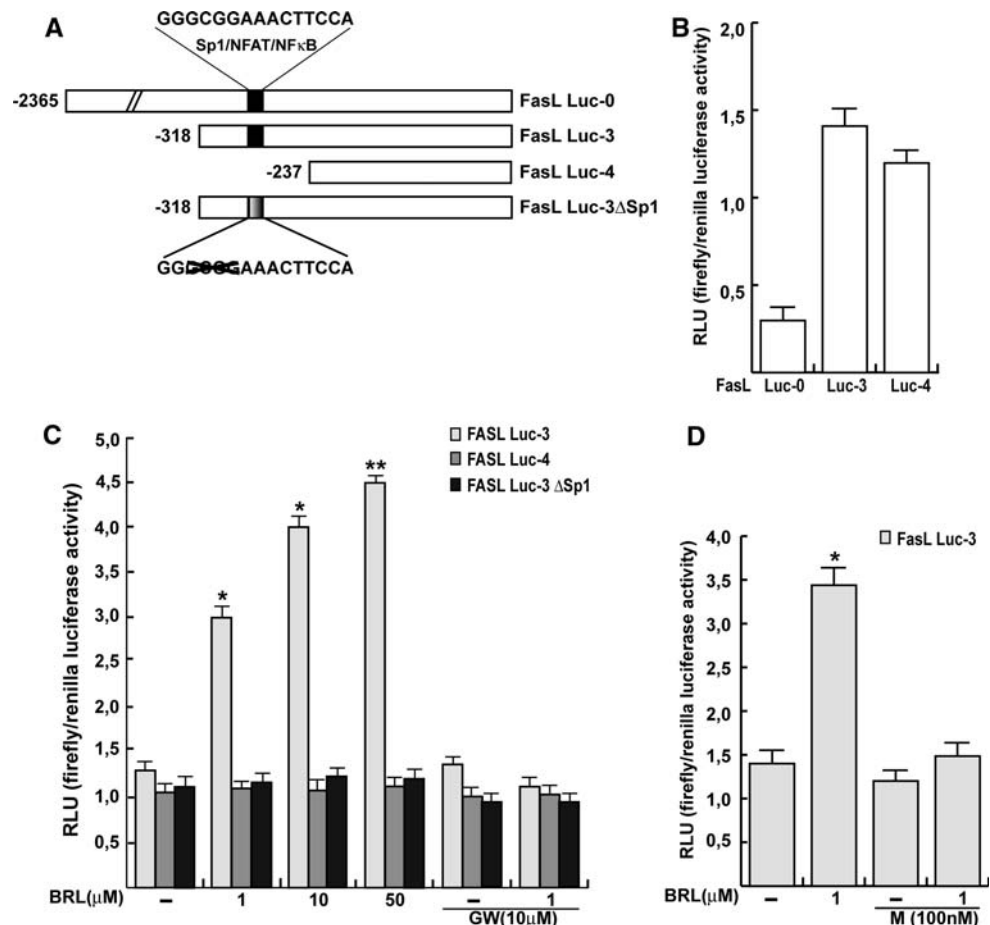 A
GGGCGGAAACTTCCA
Sp1/NFAT/NFκB
-2365
FasL Luc-0
-318
FasL Luc-3
-237
FasL Luc-4
-318
FasL Luc-3ΔSp1
GGGCGGAAACTTCCA
B
RLU (firefly/renilla luciferase activity)
2,0
1,5
1,0
0,5
FasL Luc-0 Luc-3 Luc-4
C
RLU (firefly/renilla luciferase activity)
5,0
4,5
4,0
3,5
3,0
2,5
2,0
1,5
1,0
0,5
FASL Luc-3
FASL Luc-4
FASL Luc-3 ΔSp1
* * **
BRL(μM) – 1 10 50 – 1
GW(10μM)
D
RLU (firefly/renilla luciferase activity)
4,0
3,5
3,0
2,5
2,0
1,5
1,0
0,5
FasL Luc-3
*
BRL(μM) – 1 – 1
M (100nM)